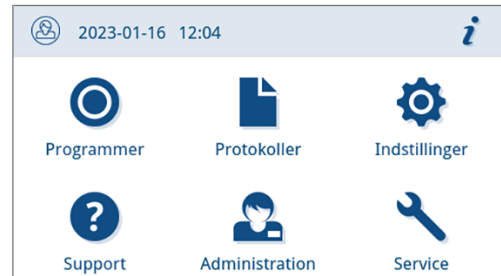 2023-01-16 12:04
Programmer Protokoller Indstillinger
Support Administration Service